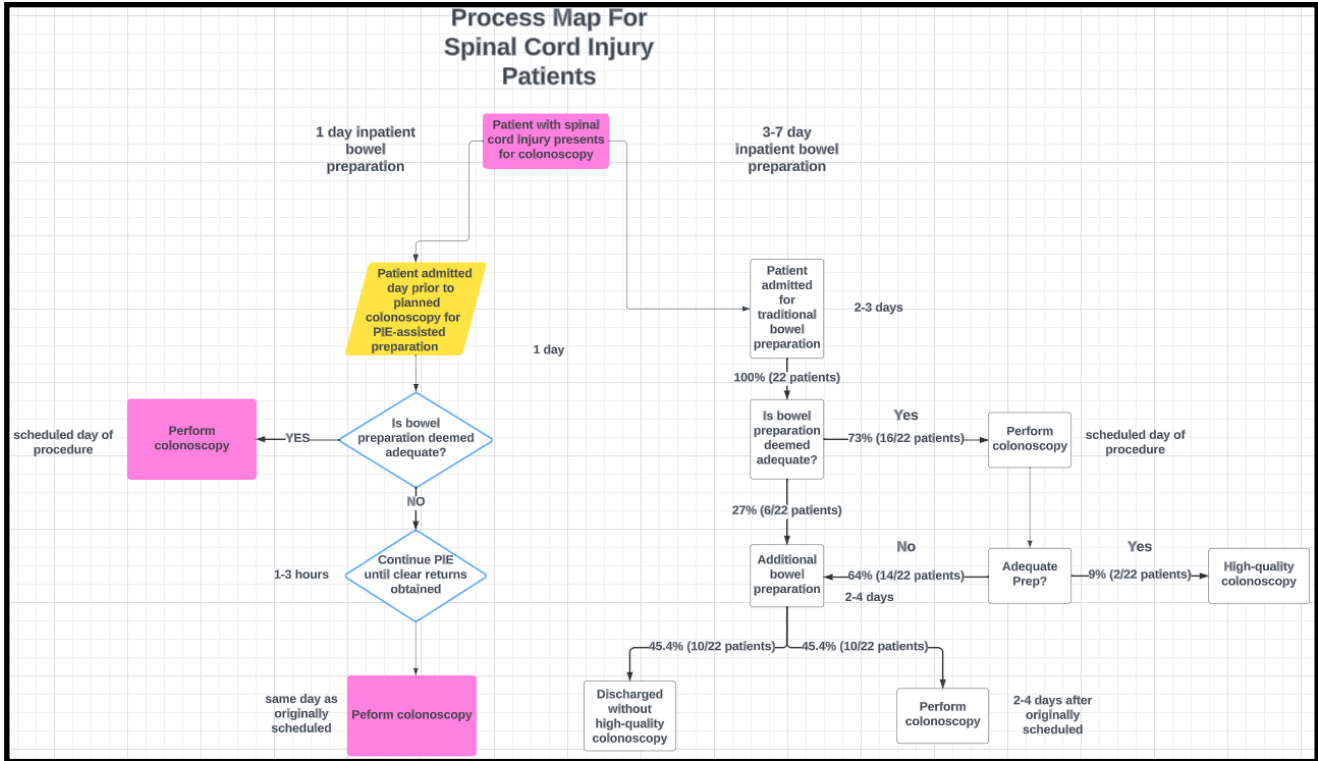 Process Map For
Spinal Cord Injury
Patients
1 day inpatient
bowel
preparation
Patient with spinal
cord injury presents
for colonoscopy
3-7 day
inpatient bowel
preparation
Patient admitted
day prior to
planned
colonoscopy for
PIE-assisted
preparation
1 day
Patient
admitted
for
traditional
bowel
preparation
2-3 days
100% (22 patients)
scheduled day of
procedure
Perform
colonoscopy
YES
Is bowel
preparation deemed
adequate?
Is bowel
preparation
deemed
adequate?
Yes
73% (16/22 patients)
Perform
colonoscopy
scheduled day of
procedure
NO
27% (6/22 patients)
1-3 hours
Continue PIE
until clear returns
obtained
Additional
bowel
preparation
No
64% (14/22 patients)
2-4 days
Adequate
Prep?
Yes
9% (2/22 patients)
High-quality
colonoscopy
45.4% (10/22 patients)
45.4% (10/22 patients)
same day as
originally
scheduled
Peform colonoscopy
Discharged
without
high-quality
colonoscopy
Perform
colonoscopy
2-4 days after
originally
scheduled